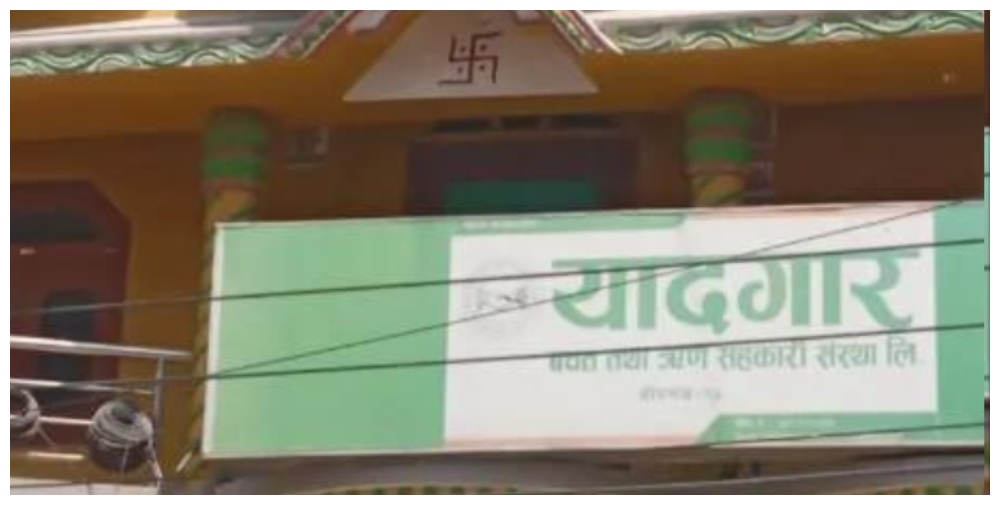 यादगार
बचत तथा ऋण सहकारी संस्था लि